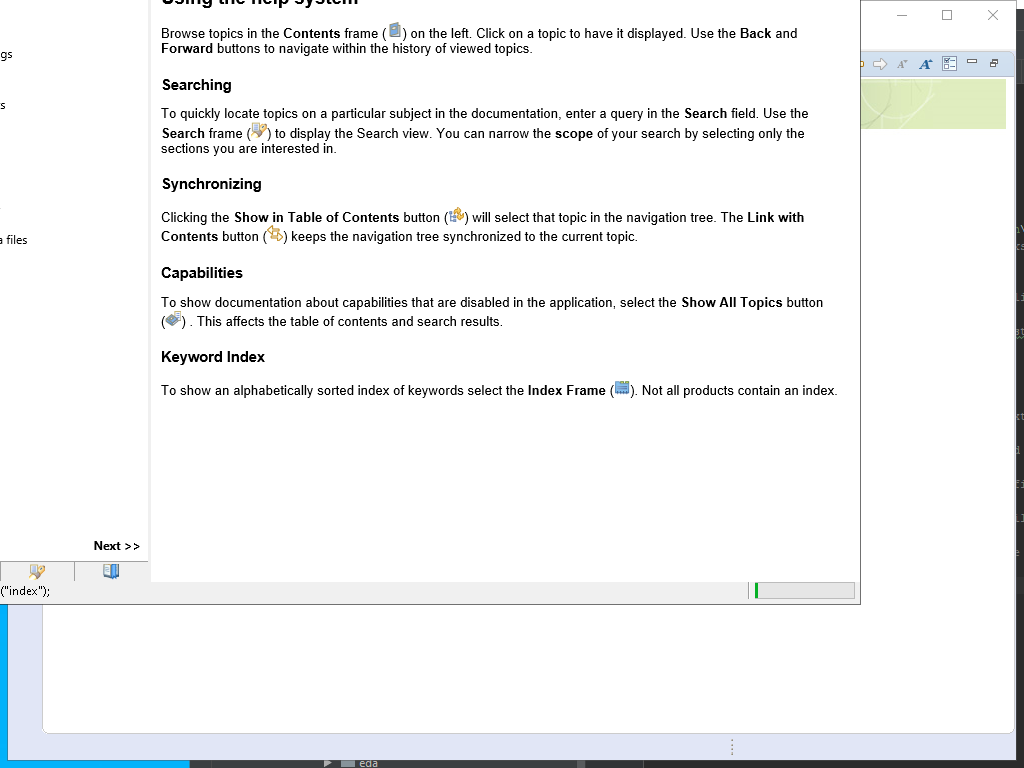 Using the help system
Browse topics in the Contents frame ( ) on the left. Click on a topic to have it displayed. Use the Back and
Forward buttons to navigate within the history of viewed topics.
gs
Searching
s
To quickly locate topics on a particular subject in the documentation, enter a query in the Search field. Use the
Search frame ( ) to display the Search view. You can narrow the scope of your search by selecting only the
sections you are interested in.
Synchronizing
Clicking the Show in Table of Contents button ( ) will select that topic in the navigation tree. The Link with
Contents button ( ) keeps the navigation tree synchronized to the current topic.
a files
Capabilities
To show documentation about capabilities that are disabled in the application, select the Show All Topics button
( ) . This affects the table of contents and search results.
Keyword Index
To show an alphabetically sorted index of keywords select the Index Frame ( ). Not all products contain an index.
Next >>
("index");
eda